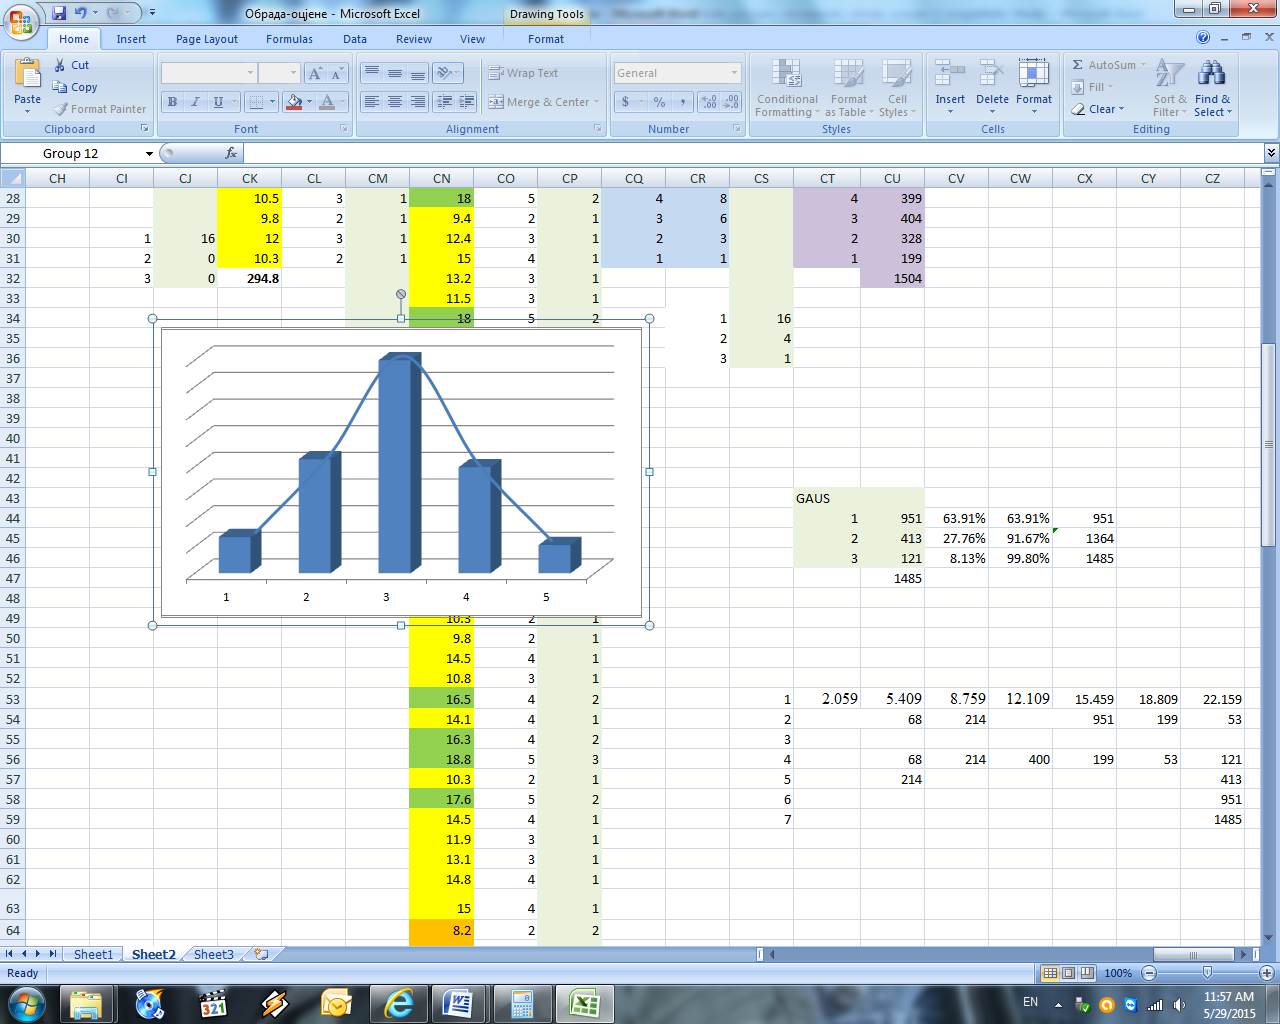 Обрада-оцјене - Microsoft Excel
Drawing Tools
Home Insert Page Layout Formulas Data Review View Format
Paste
Cut
Copy
Format Painter
Clipboard
B I U
A A
A
Font
Wrap Text
Merge & Center
Alignment
General
$ % ,
Number
Conditional Formatting
Format as Table
Cell Styles
Styles
Insert Delete Format
Cells
Σ AutoSum
Fill
Clear
Sort & Filter
Find & Select
Editing
Group 12 fx
CH CI CJ CK CL CM CN CO CP CQ CR CS CT CU CV CW CX CY CZ
28 10.5 3 1 18 5 2 4 8 4 399
29 9.8 2 1 9.4 2 1 3 6 3 404
30 1 16 12 3 1 12.4 3 1 2 3 2 328
31 2 0 10.3 2 1 15 4 1 1 1 1 199
32 3 0 294.8 13.2 3 1 1504
33 11.5 3 1
34 18 5 2 1 16
35 2 4
36 3 1
37
38
39
40
41
42
43 GAUS
44 1 951 63.91% 63.91% 951
45 2 413 27.76% 91.67% 1364
46 3 121 8.13% 99.80% 1485
47 1485
48
1 2 3 4 5
49 10.3 2 1
50 9.8 2 1
51 14.5 4 1
52 10.8 3 1
53 16.5 4 2 1 2.059 5.409 8.759 12.109 15.459 18.809 22.159
54 14.1 4 1 2 68 214 951 199 53
55 16.3 4 2 3
56 18.8 5 3 4 68 214 400 199 53 121
57 10.3 2 1 5 214 413
58 17.6 5 2 6 951
59 14.5 4 1 7 1485
60 11.9 3 1
61 13.1 3 1
62 14.8 4 1
63 15 4 1
64 8.2 2 2
Sheet1 Sheet2 Sheet3
Ready 100%
321
EN
11:57 AM
5/29/2015